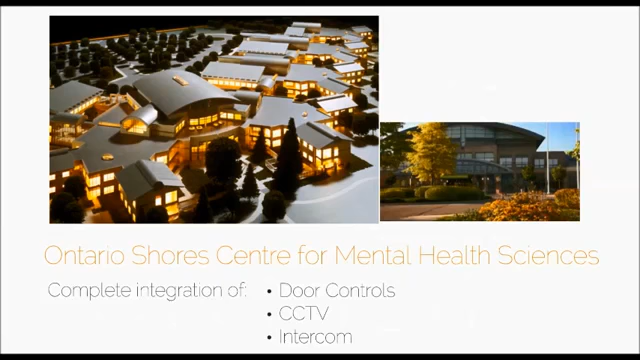 Ontario Shores Centre for Mental Health Sciences
Complete integration of: • Door Controls
• CCTV
• Intercom